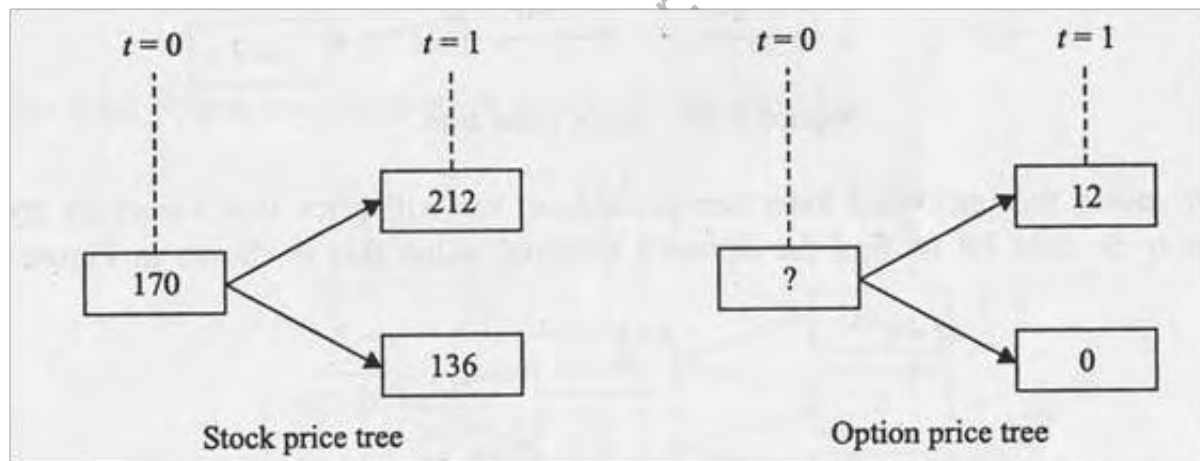 t = 0
t = 1
t = 0
t = 1
212
12
170
?
136
0
Stock price tree
Option price tree